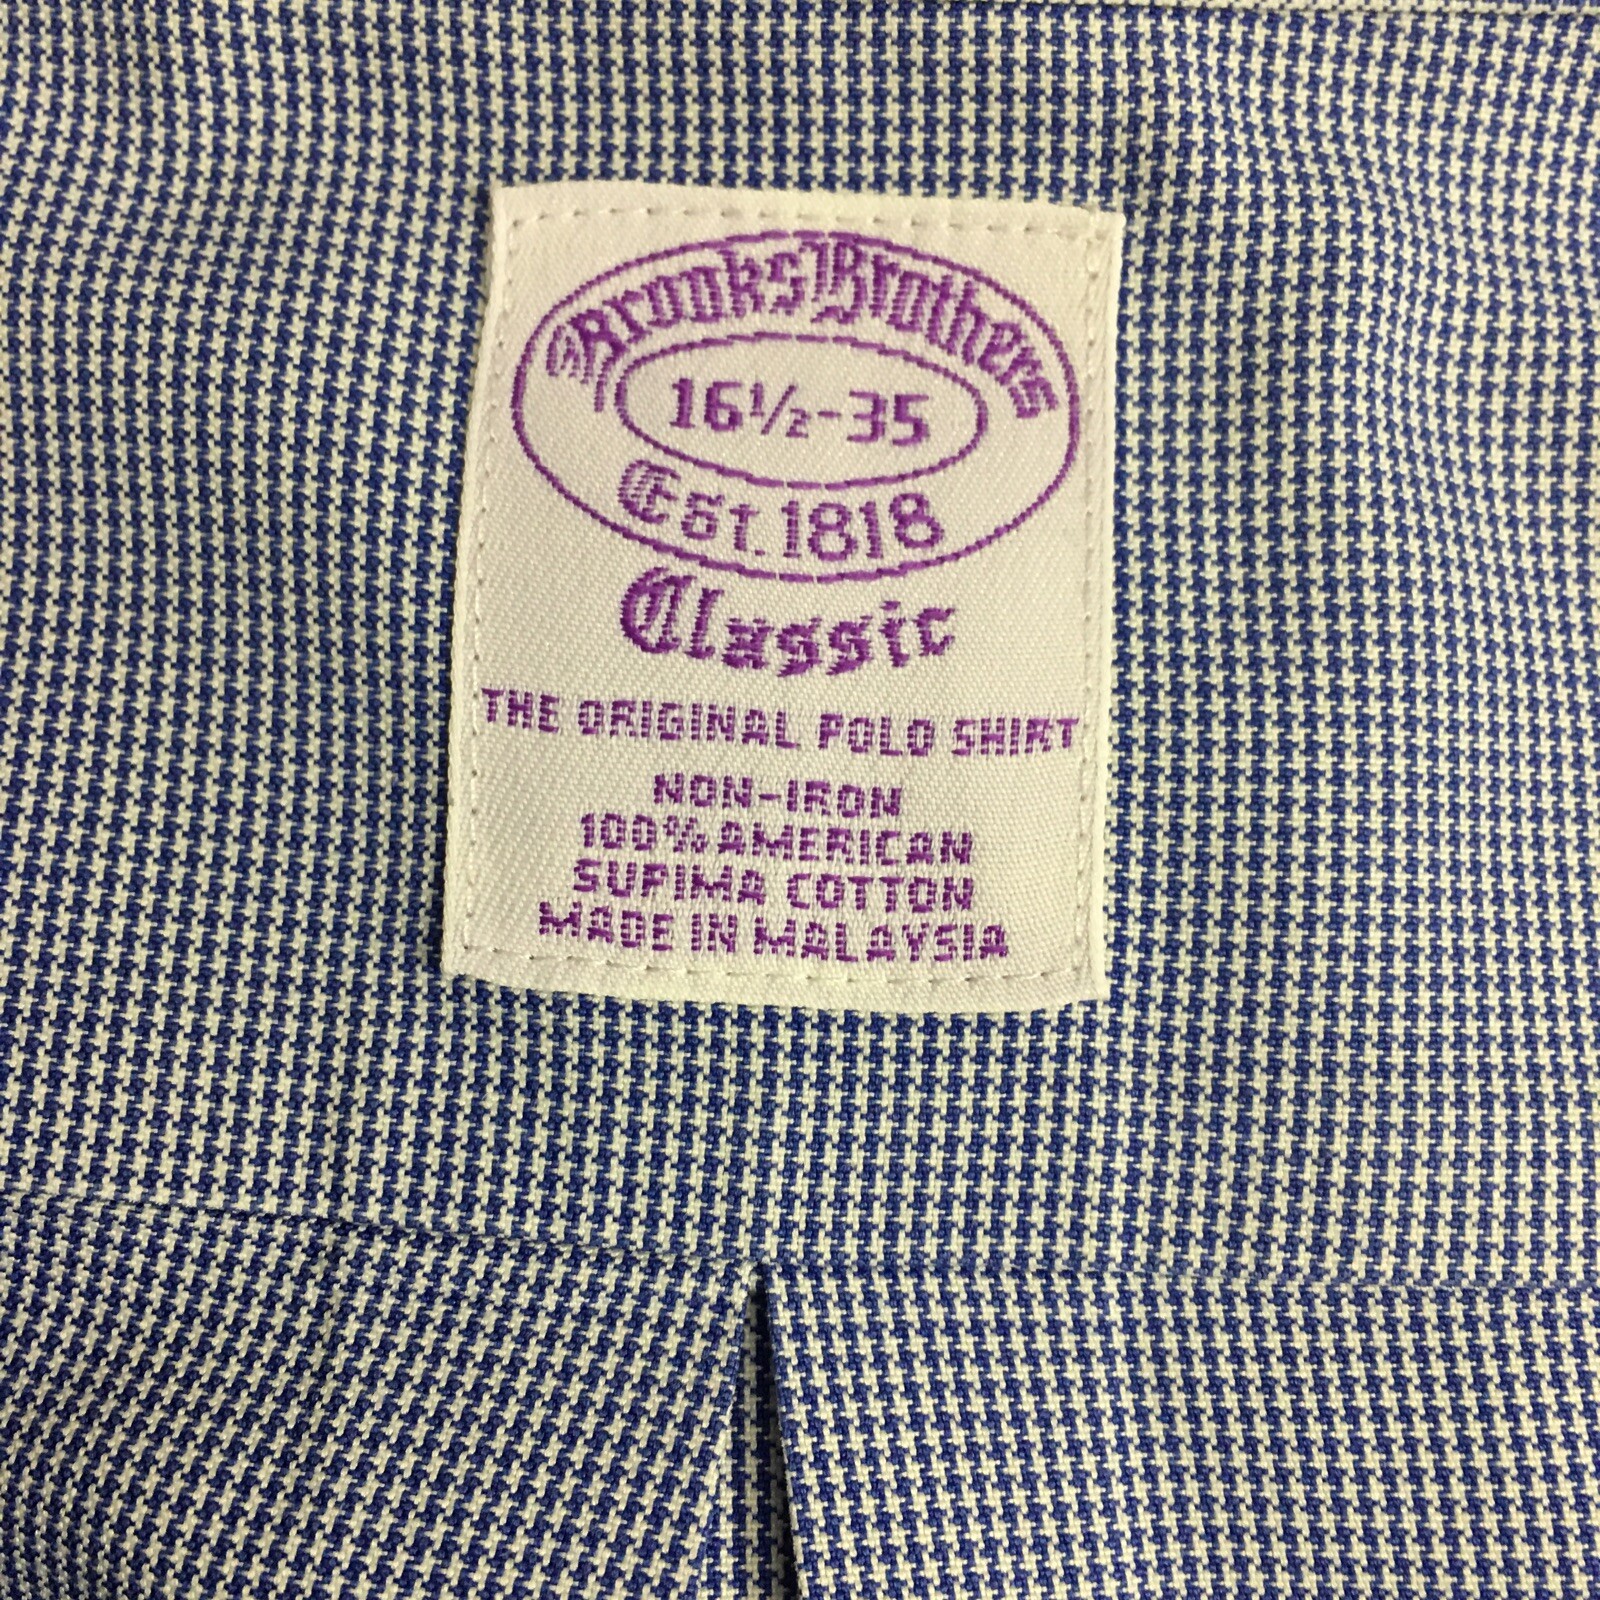 Brooks Brothers
16½-35
Est. 1818
Classic
THE ORIGINAL POLO SHIRT
NON-IRON
100% AMERICAN
SUPIMA COTTON
MADE IN MALAYSIA